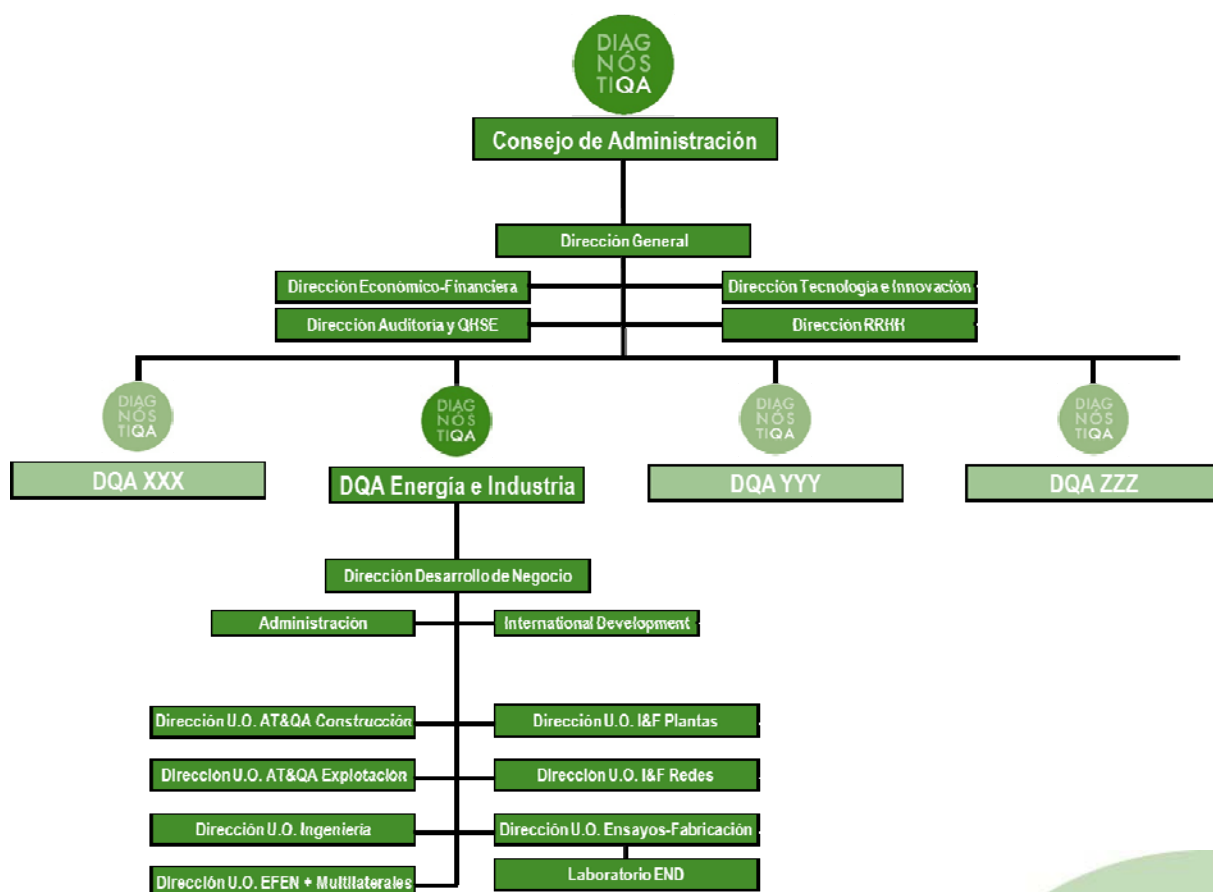 DIAG
NÓS
TIQA
Consejo de Administración
Dirección General
Dirección Económico-Financiera
Dirección Tecnología e Innovación
Dirección Auditoría y QHSE
Dirección RRHH
DIAG
NÓS
TIQA
DIAG
NÓS
TIQA
DIAG
NÓS
TIQA
DIAG
NÓS
TIQA
DQA XXX
DQA Energía e Industria
DQA YYY
DQA ZZZ
Dirección Desarrollo de Negocio
Administración
International Development
Dirección U.O. AT&QA Construcción
Dirección U.O. I&F Plantas
Dirección U.O. AT&QA Explotación
Dirección U.O. I&F Redes
Dirección U.O. Ingeniería
Dirección U.O. Ensayos-Fabricación
Dirección U.O. EFEN + Multilaterales
Laboratorio END